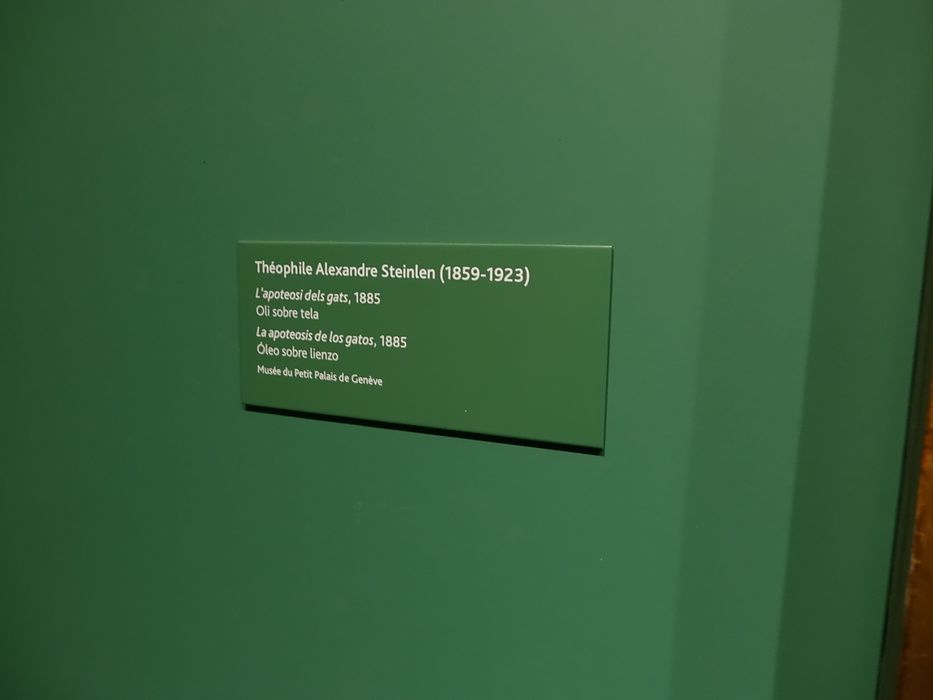 Théophile Alexandre Steinlen (1859-1923)
L'apoteosi dels gats, 1885
Oli sobre tela
La apoteosis de los gatos, 1885
Óleo sobre lienzo
Musée du Petit Palais de Genève